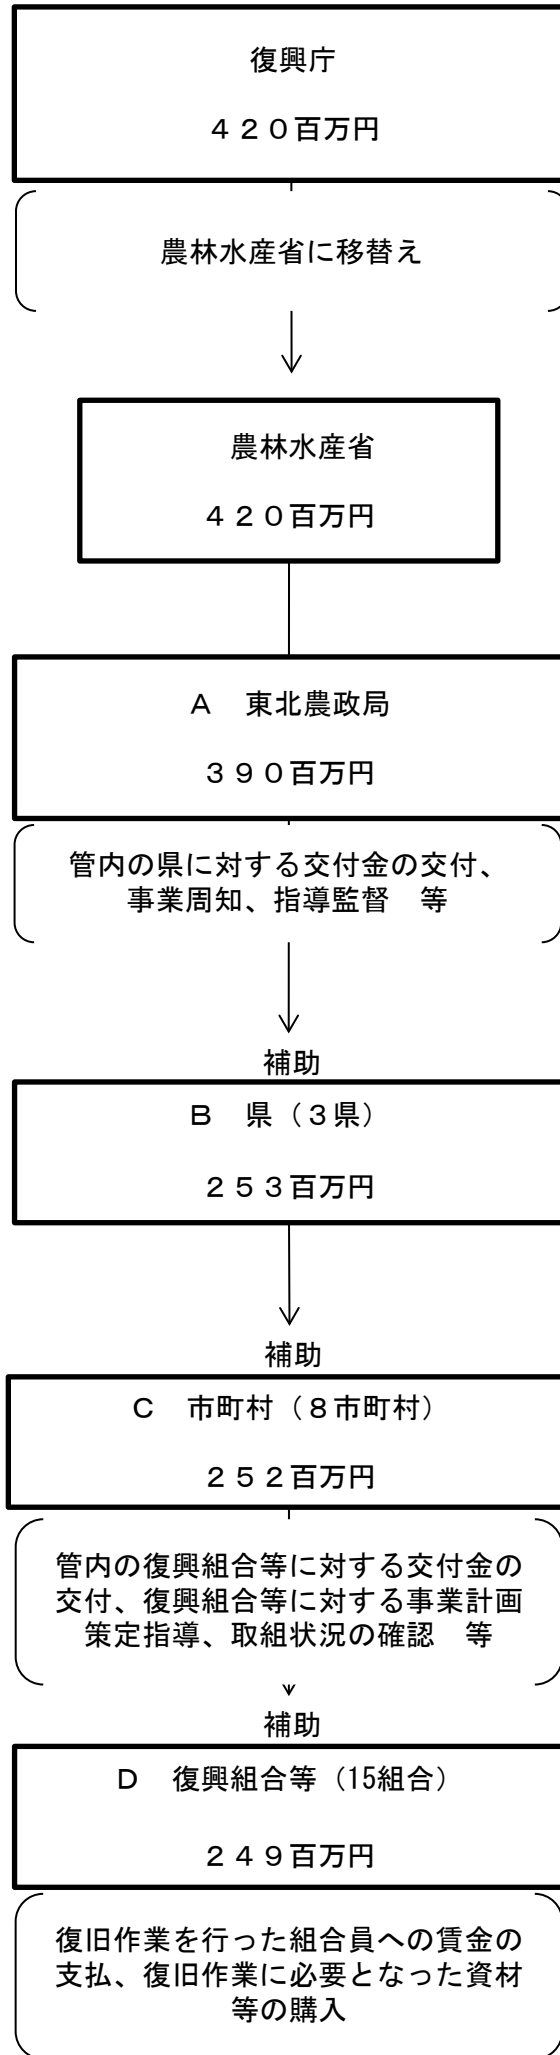 復興庁
４２０百万円
農林水産省に移替え
農林水産省
４２０百万円
Ａ　東北農政局
３９０百万円
管内の県に対する交付金の交付、
事業周知、指導監督　等
補助
Ｂ　県（３県）
２５３百万円
補助
Ｃ　市町村（８市町村）
２５２百万円
管内の復興組合等に対する交付金の
交付、復興組合等に対する事業計画
策定指導、取組状況の確認　等
補助
Ｄ　復興組合等（15組合）
２４９百万円
復旧作業を行った組合員への賃金の
支払、復旧作業に必要となった資材
等の購入